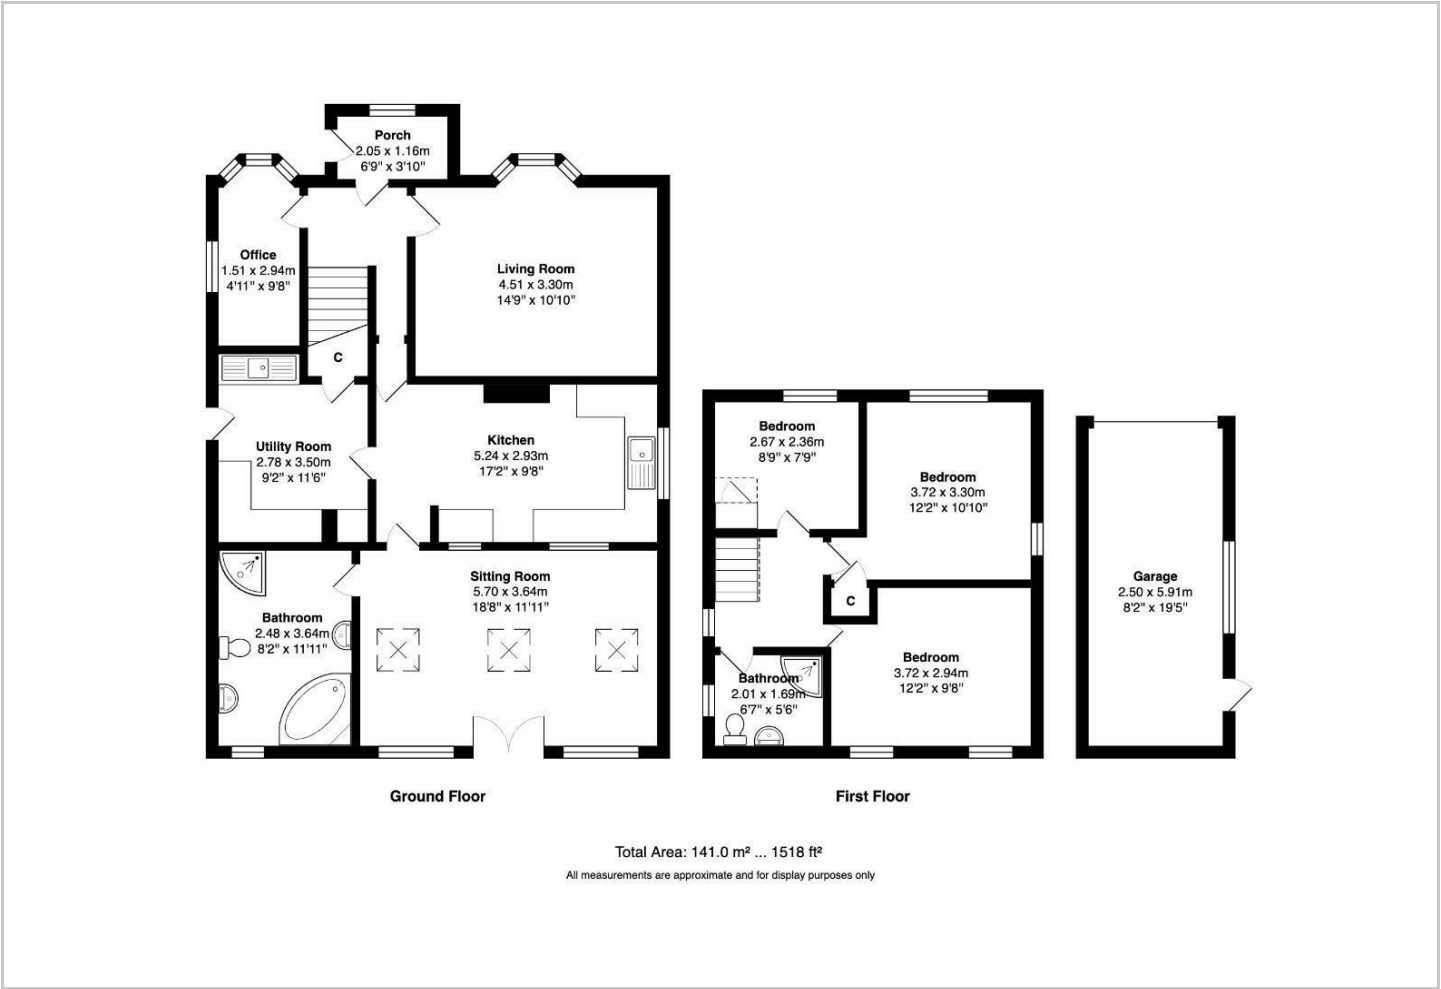 Porch
2.05 x 1.16m
6'9" x 3'10"
Office
1.51 x 2.94m
4'11" x 9'8"
Living Room
4.51 x 3.30m
14'9" x 10'10"
C
Utility Room
2.78 x 3.50m
9'2" x 11'6"
Kitchen
5.24 x 2.93m
17'2" x 9'8"
Bathroom
2.48 x 3.64m
8'2" x 11'11"
Sitting Room
5.70 x 3.64m
18'8" x 11'11"
Ground Floor
Bedroom
2.67 x 2.36m
8'9" x 7'9"
Bedroom
3.72 x 3.30m
12'2" x 10'10"
C
Bedroom
3.72 x 2.94m
12'2" x 9'8"
Bathroom
2.01 x 1.69m
6'7" x 5'6"
First Floor
Garage
2.50 x 5.91m
8'2" x 19'5"
Total Area: 141.0 m² ... 1518 ft²
All measurements are approximate and for display purposes only